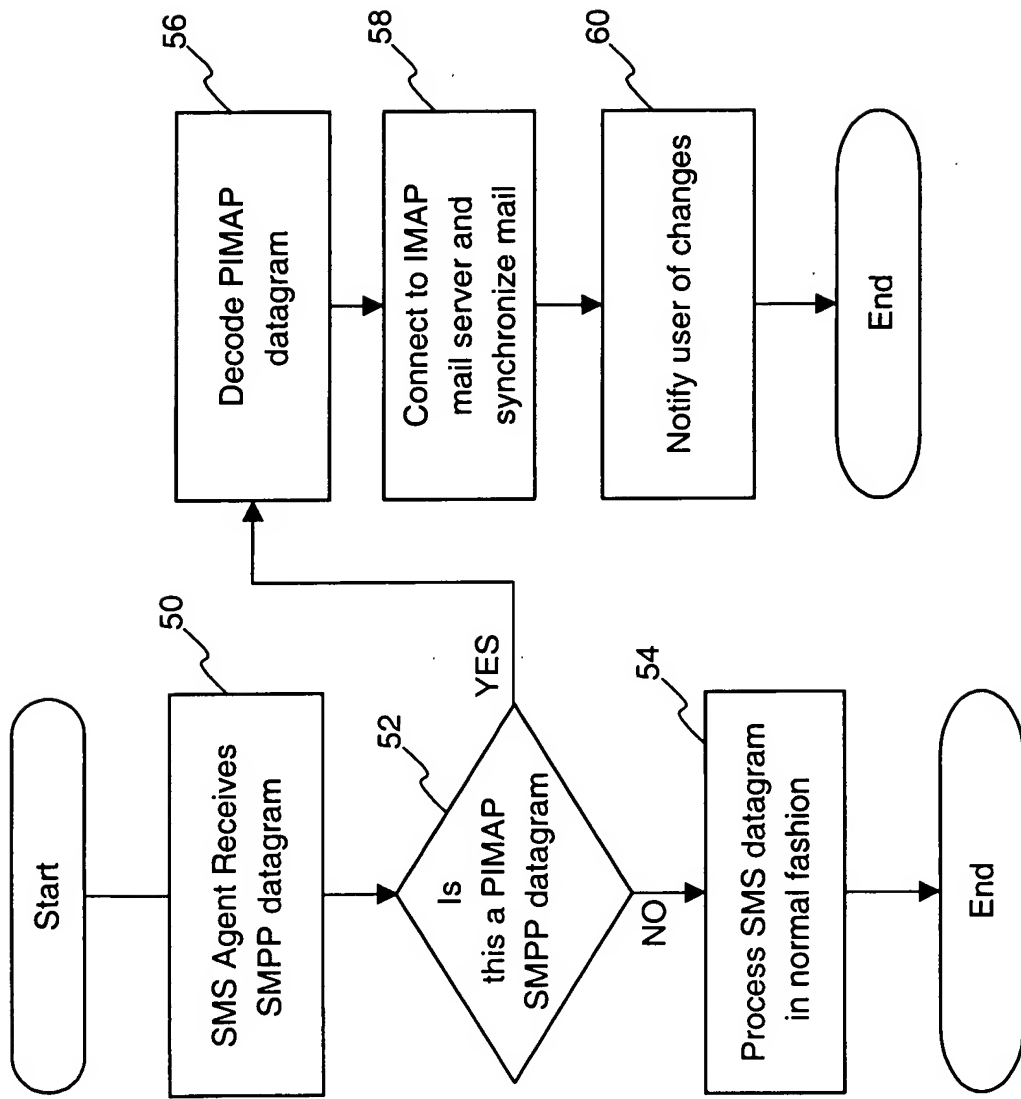 Start
50
SMS Agent Receives
SMPP datagram
52
Is
this a PIMAP
SMPP datagram
YES
NO
54
Process SMS datagram
in normal fashion
End
56
Decode PIMAP
datagram
58
Connect to IMAP
mail server and
synchronize mail
60
Notify user of changes
End